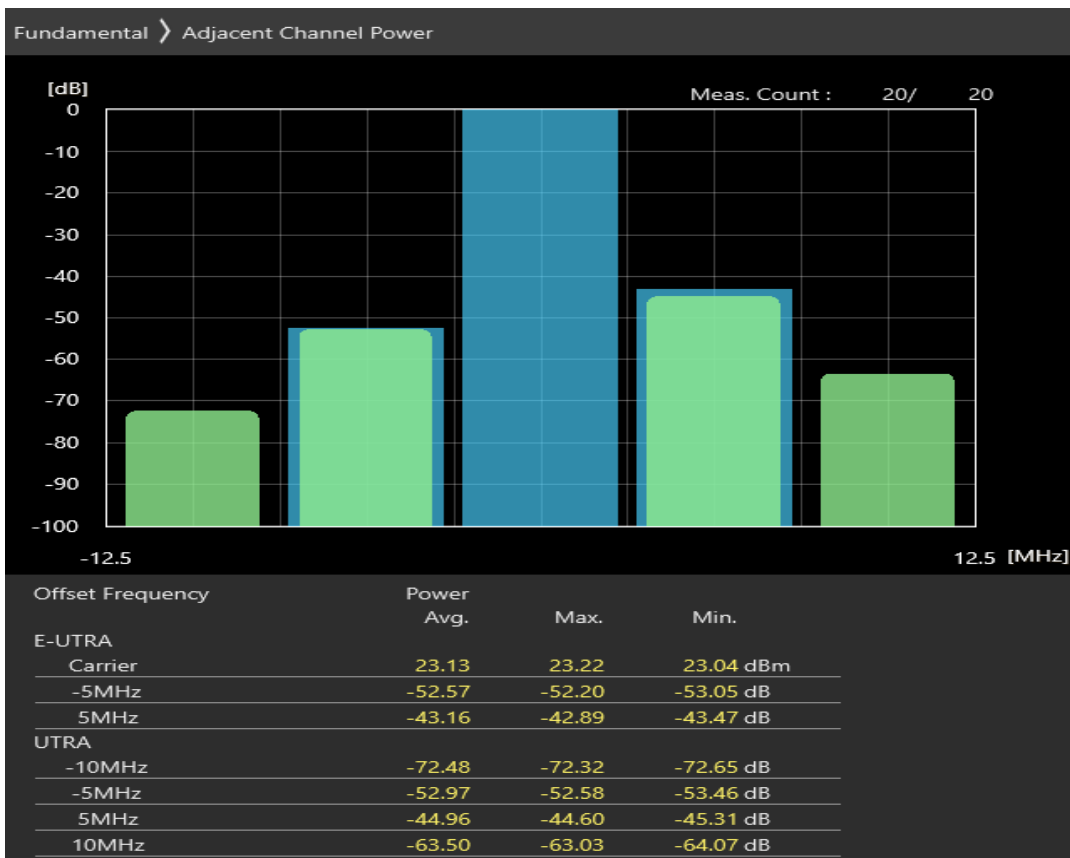 Fundamental 〉 Adjacent Channel Power
[dB]
Meas. Count : 20/ 20
0
-10
-20
-30
-40
-50
-60
-70
-80
-90
-100
-12.5 12.5 [MHz]
Offset Frequency Power
Avg. Max. Min.
E-UTRA
Carrier 23.13 23.22 23.04 dBm
-5MHz -52.57 -52.20 -53.05 dB
5MHz -43.16 -42.89 -43.47 dB
UTRA
-10MHz -72.48 -72.32 -72.65 dB
-5MHz -52.97 -52.58 -53.46 dB
5MHz -44.96 -44.60 -45.31 dB
10MHz -63.50 -63.03 -64.07 dB